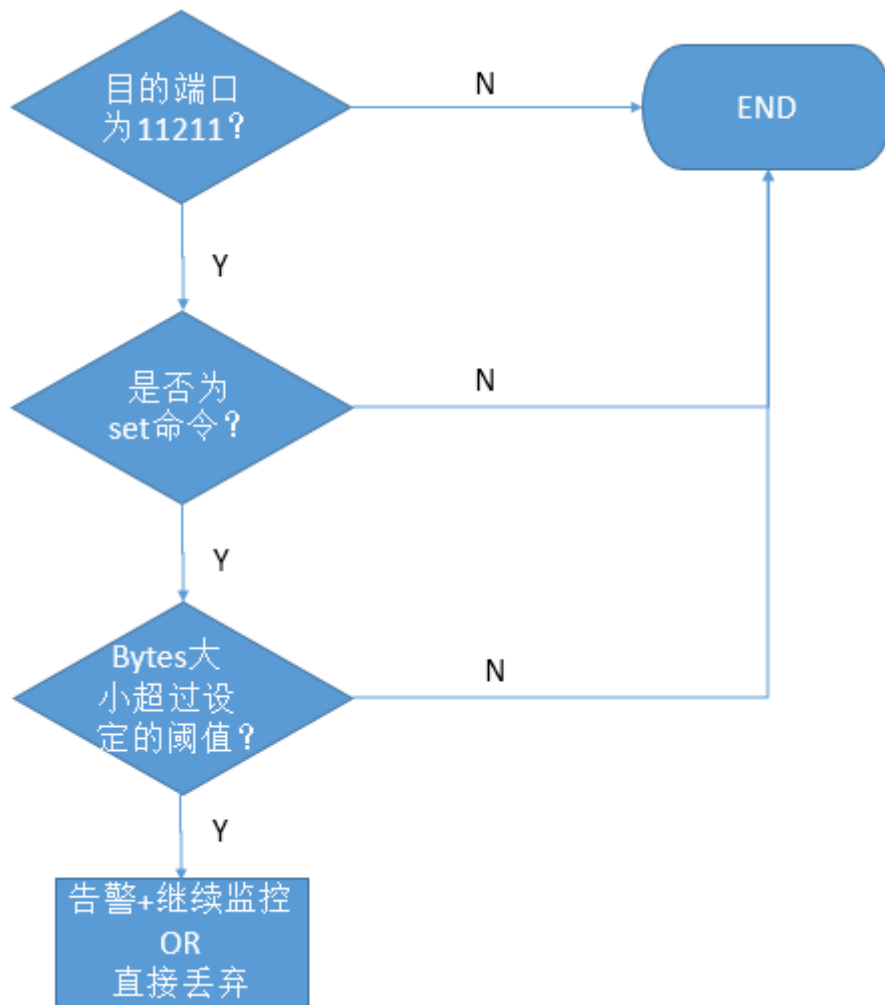 目的端口
为11211？
N
END
Y
是否为
set命令？
N
Y
Bytes大
小超过设
定的阈值？
N
Y
告警+继续监控
OR
直接丢弃